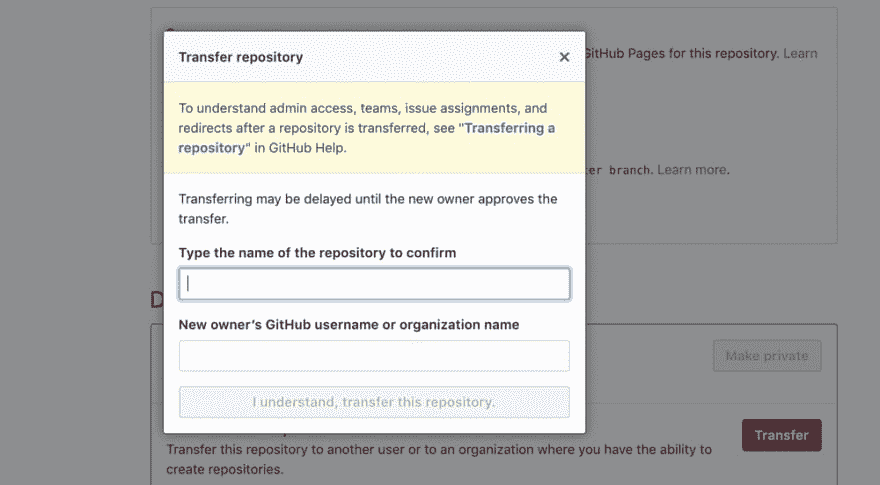 Transfer repository
GitHub Pages for this repository. Learn
To understand admin access, teams, issue assignments, and
redirects after a repository is transferred, see "Transferring a
repository" in GitHub Help.
branch. Learn more.
Transferring may be delayed until the new owner approves the
transfer.
Type the name of the repository to confirm
New owner's GitHub username or organization name
Make private
I understand, transfer this repository.
Transfer
Transfer this repository to another user or to an organization where you have the ability to
create repositories.